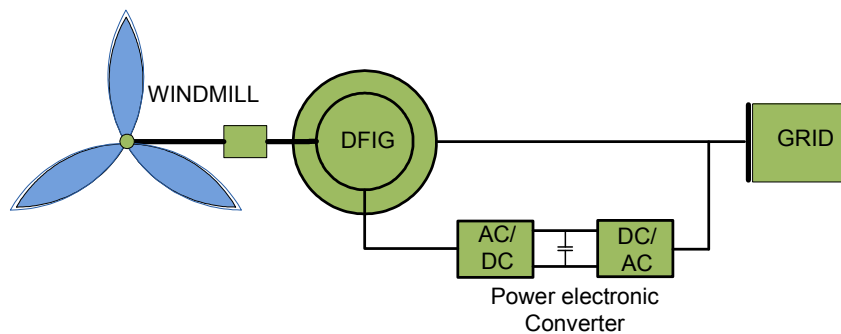 WINDMILL
DFIG
GRID
AC/
DC
DC/
AC
Power electronic
Converter